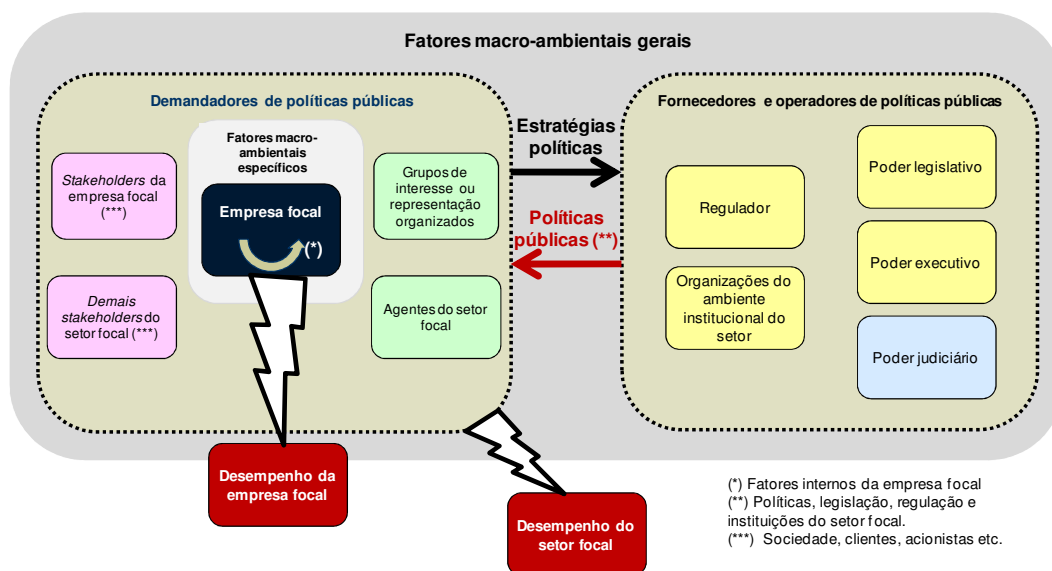 Fatores macro-ambientais gerais
Demandadores de políticas públicas
Fatores macro-
ambientais
específicos
Stakeholders da
empresa focal
(***)
Empresa focal
(*)
Grupos de
interesse ou
representação
organizados
Demais
stakeholders do
setor focal (***)
Agentes do setor
focal
Estratégias
políticas
Políticas
públicas (**)
Fornecedores e operadores de políticas públicas
Regulador
Organizações do
ambiente
institucional do
setor
Poder legislativo
Poder executivo
Poder judiciário
Desempenho da
empresa focal
Desempenho do
setor focal
(*) Fatores internos da empresa focal
(**) Políticas, legislação, regulação e
instituições do setor focal.
(***) Sociedade, clientes, acionistas etc.